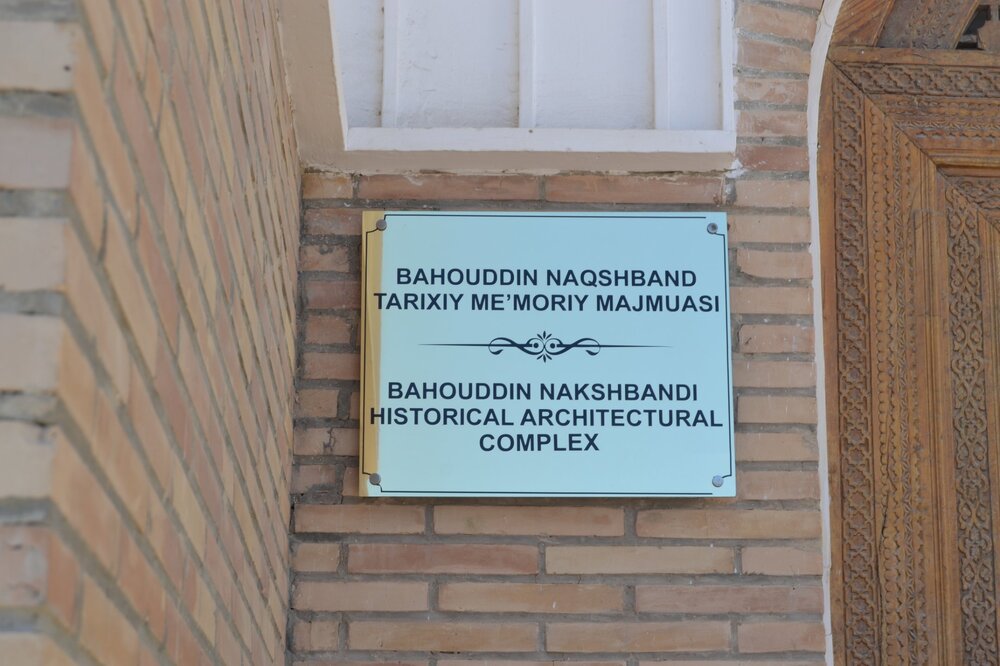 BAHOUDDIN NAQSHBAND
TARIXIY ME’MORIY MAJMUASI
BAHOUDDIN NAKSHBANDI
HISTORICAL ARCHITECTURAL
COMPLEX